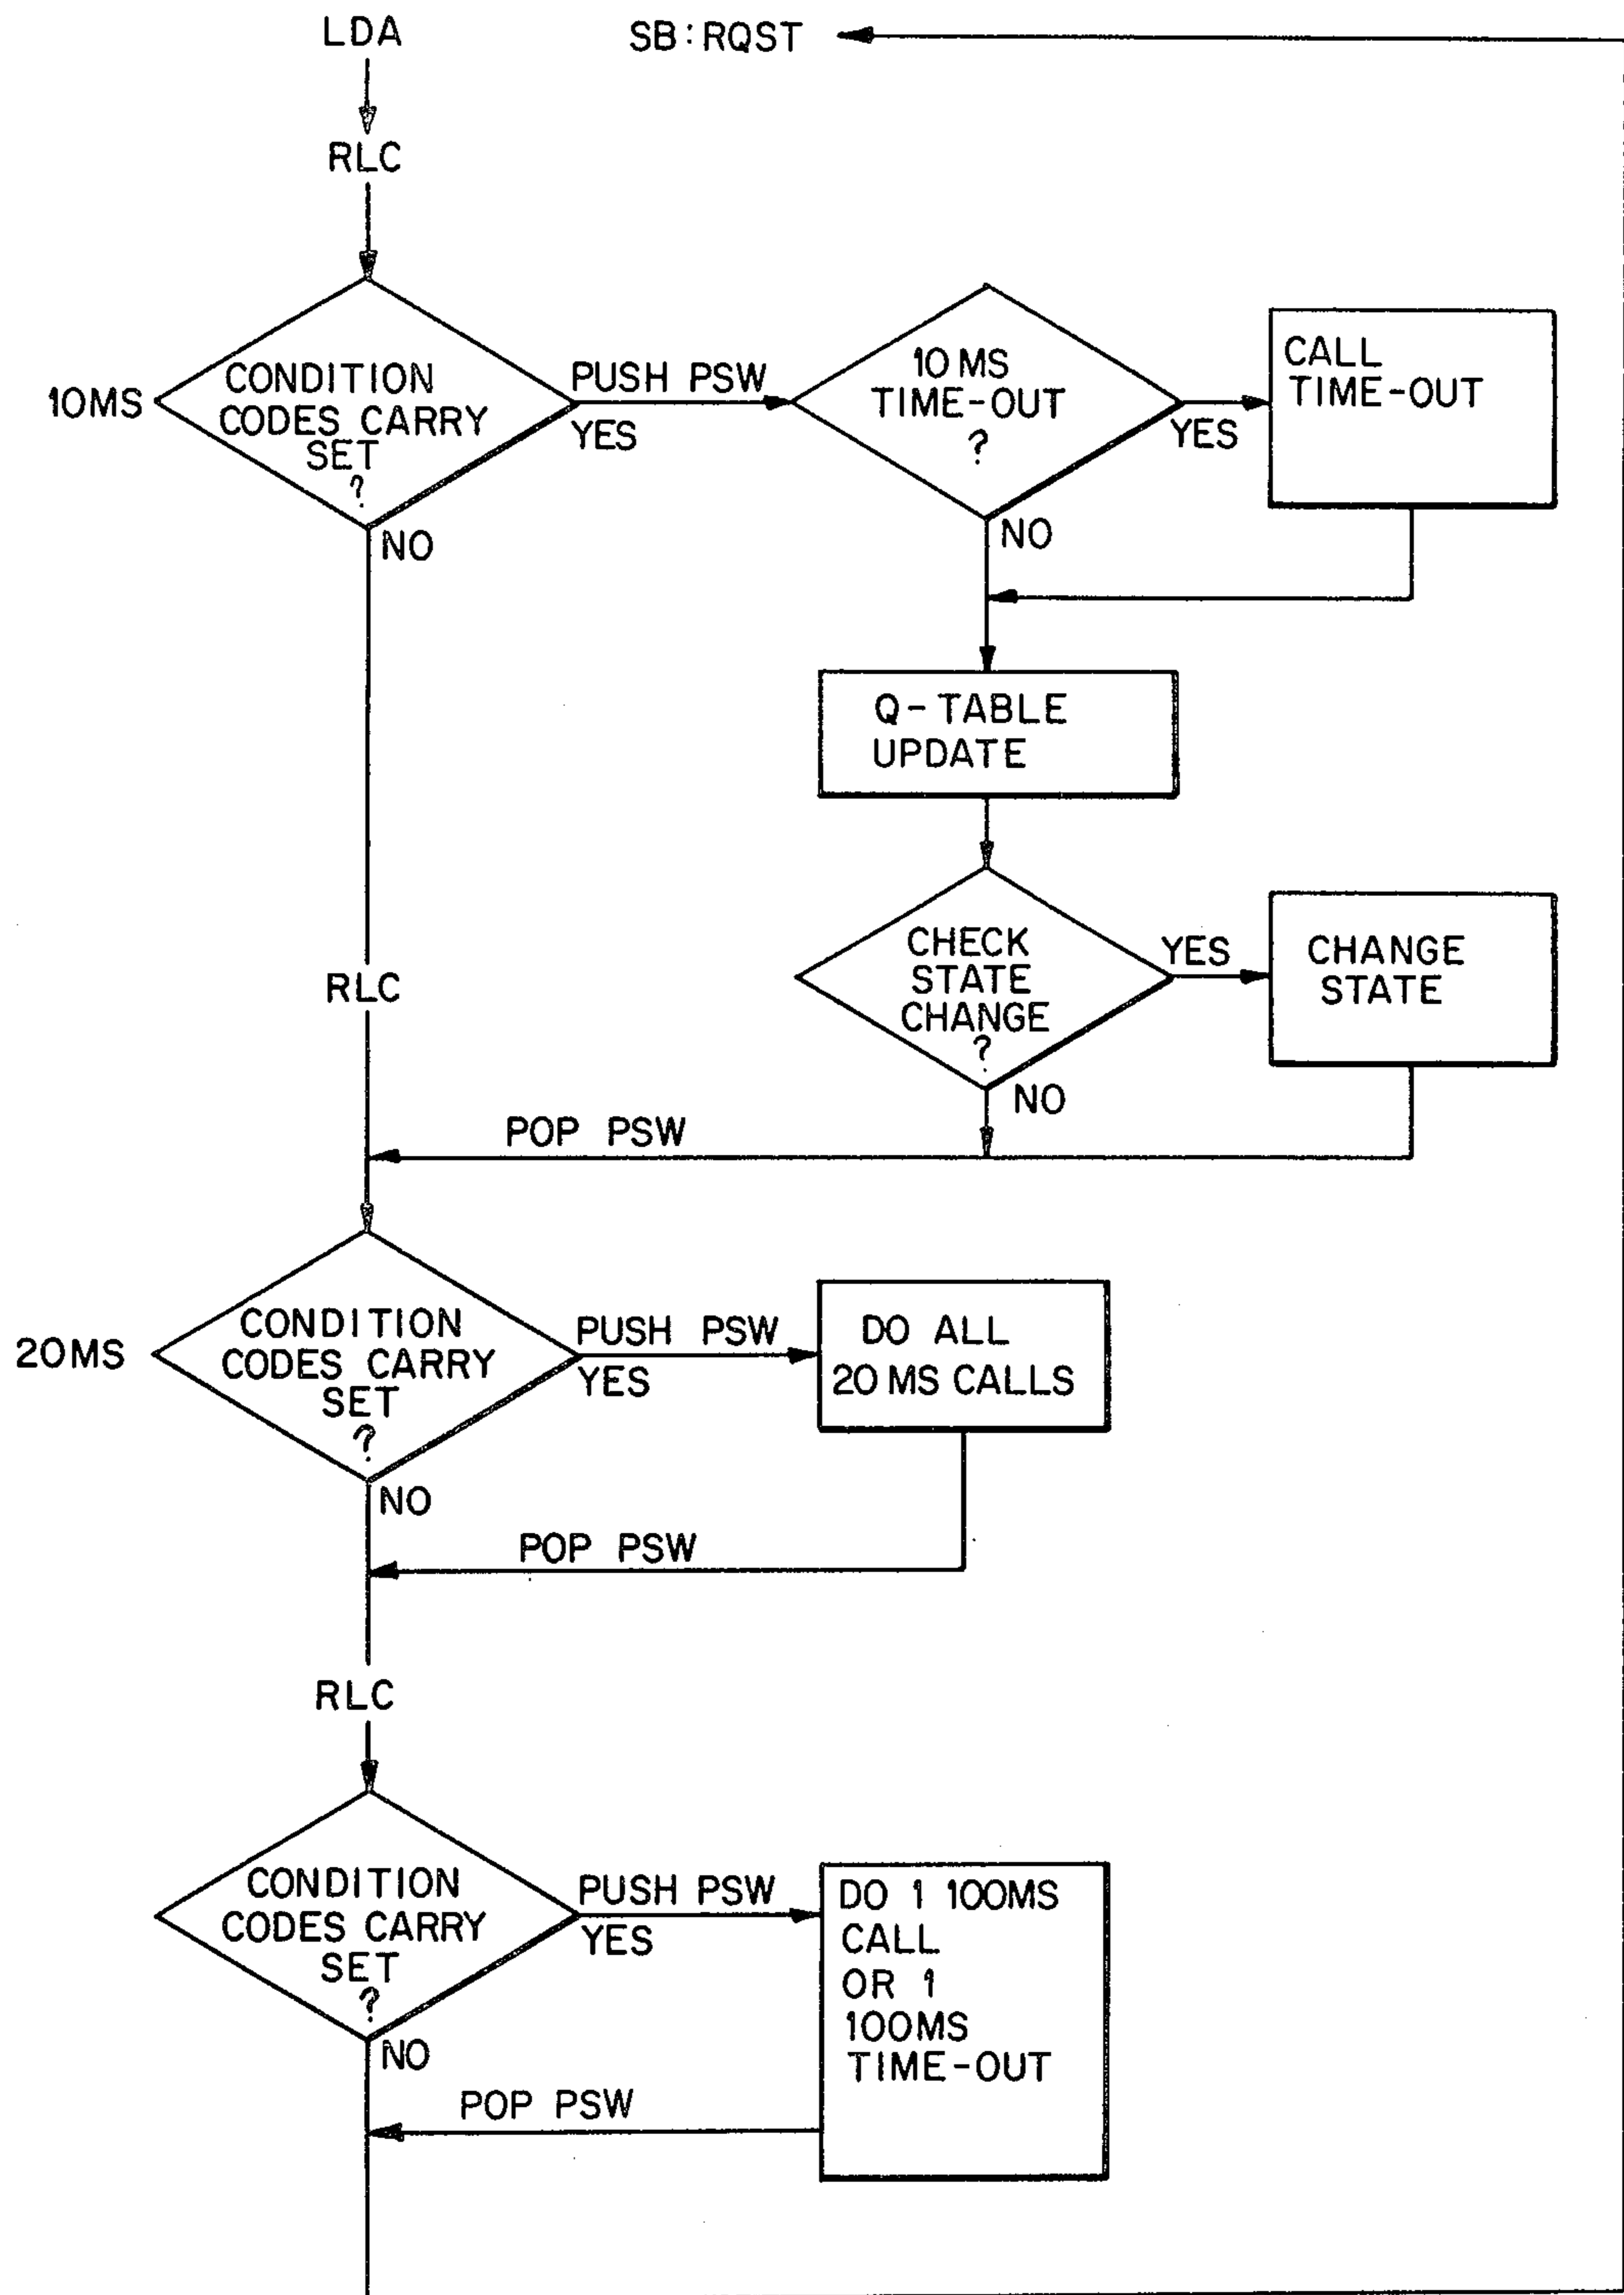 LDA
SB:RQST
RLC
10MS
CONDITION
CODES CARRY
SET
?
PUSH PSW
YES
NO
10 MS
TIME-OUT
?
YES
NO
CALL
TIME-OUT
Q-TABLE
UPDATE
CHECK
STATE
CHANGE
?
YES
NO
CHANGE
STATE
RLC
POP PSW
20MS
CONDITION
CODES CARRY
SET
?
PUSH PSW
YES
NO
DO ALL
20 MS CALLS
POP PSW
RLC
CONDITION
CODES CARRY
SET
?
PUSH PSW
YES
NO
DO 1 100MS
CALL
OR 1
100MS
TIME-OUT
POP PSW